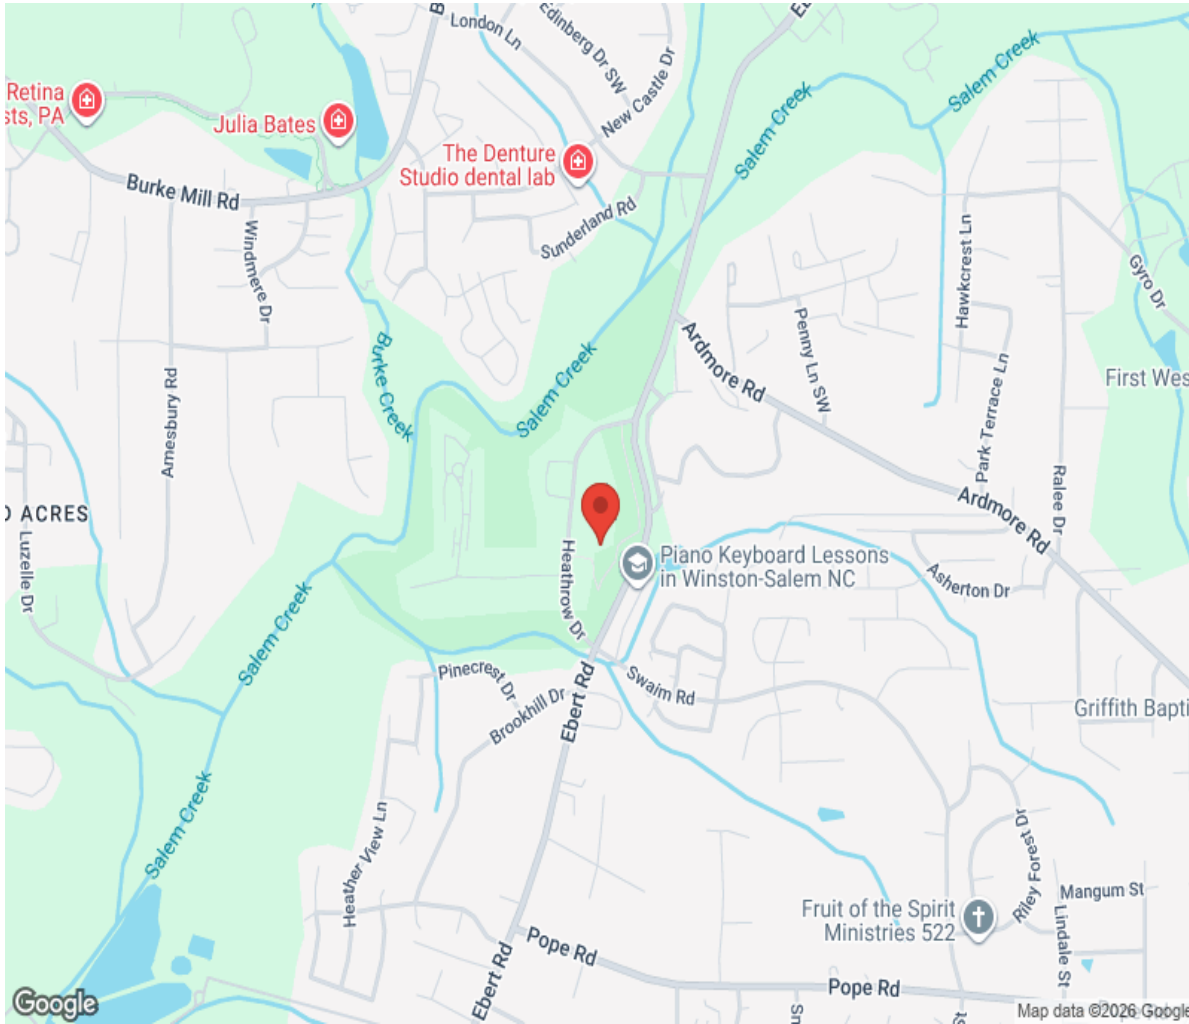 London Ln
Edinberg Dr SW
New Castle Dr
Salem Creek
Salem Creek
Retina
sts, PA
Julia Bates
The Denture
Studio dental lab
Burke Mill Rd
Windmere Dr
Sunderland Rd
Hawkcrest Ln
Gyro Dr
Burke Creek
Salem Creek
Ardmore Rd
Penny Ln SW
Park Terrace Ln
First Wes
Amesbury Rd
Ralee Dr
Ardmore Rd
ACRES
Luzelle Dr
Heathrow Dr
Piano Keyboard Lessons
in Winston-Salem NC
Asherton Dr
Salem Creek
Pinecrest Dr
Brookhill Dr
Ebert Rd
Swaim Rd
Griffith Bapti
Salem Creek
Heather View Ln
Riley Forest Dr
Mangum St
Lindale St
Fruit of the Spirit
Ministries 522
Ebert Rd
Pope Rd
Pope Rd
Google
Map data ©2026 Google